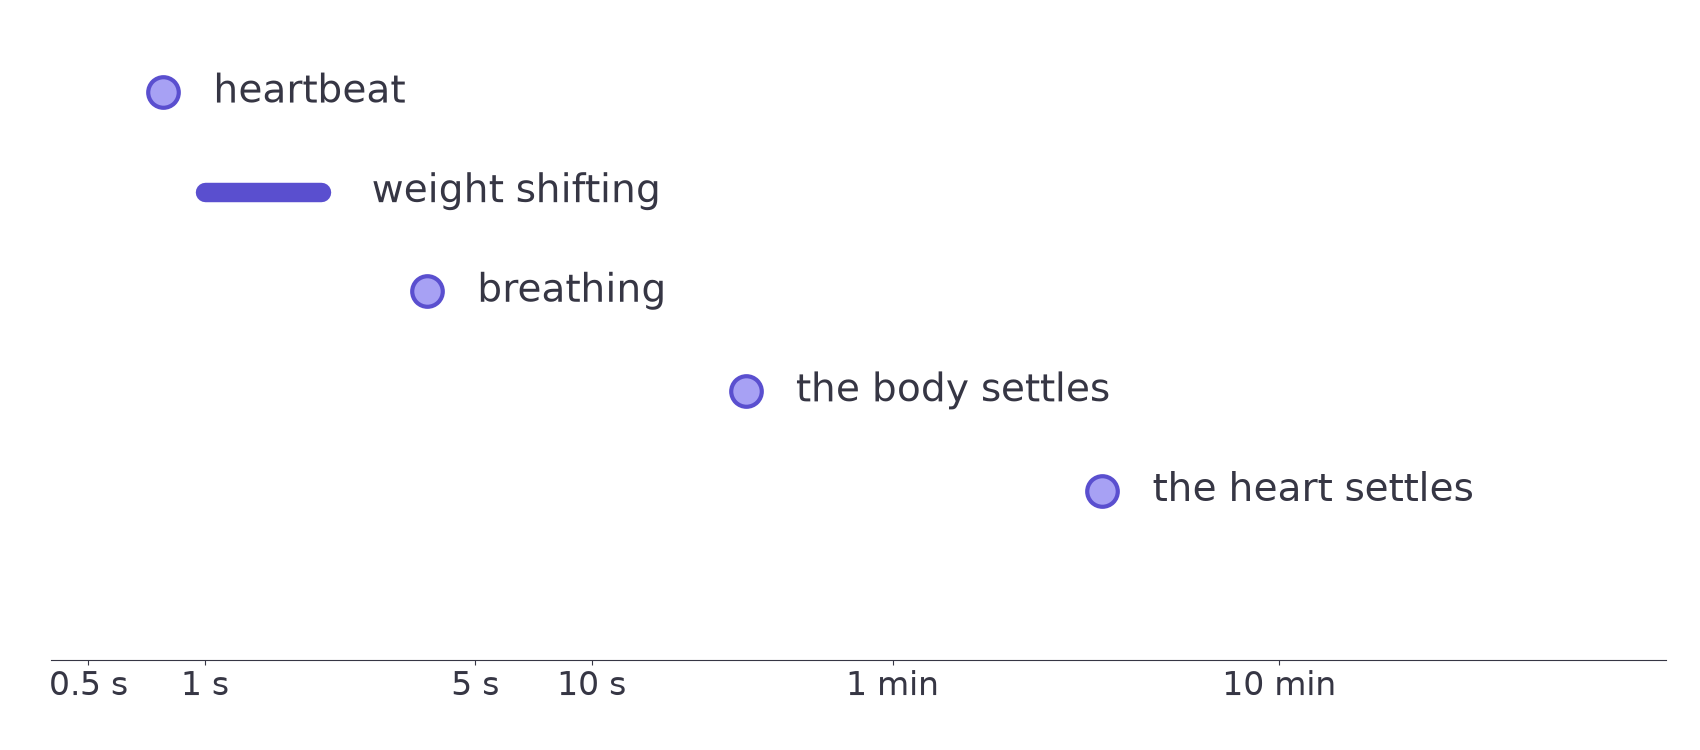 heartbeat
weight shifting
breathing
the body settles
the heart settles
0.5 s 1 s 5 s 10 s 1 min 10 min